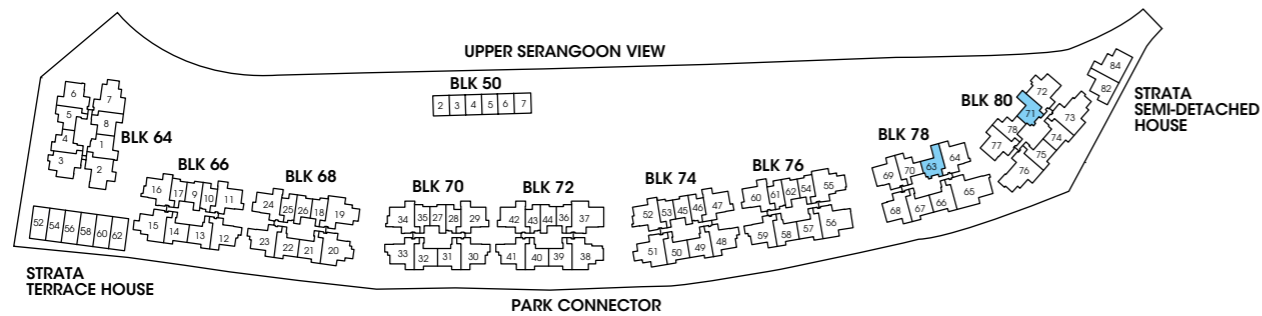 UPPER SERANGOON VIEW
BLK 50
2 3 4 5 6 7
BLK 64
6 7
5 8
4 1
3 2
BLK 66
16 17 9 10 11
15 14 13 12
BLK 68
24 25 26 18 19
23 22 21 20
BLK 70
34 35 27 28 29
33 32 31 30
BLK 72
42 43 44 36 37
41 40 39 38
BLK 74
52 53 45 46 47
51 50 49 48
BLK 76
60 61 62 54 55
59 58 57 56
BLK 78
69 70 63 64
68 67 66 65
BLK 80
72
71 73
78 74
77 75
76
84
82
STRATA
SEMI-DETACHED
HOUSE
52 54 56 58 60 62
STRATA
TERRACE HOUSE
PARK CONNECTOR